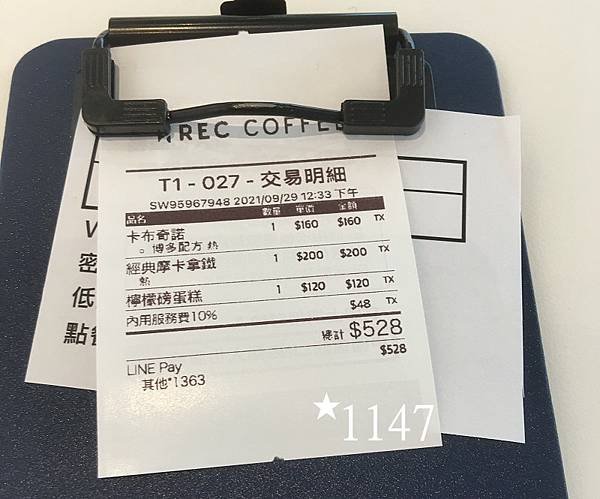 REC COFFEE
T1 - 027 - 交易明細
SW95967948 2021/09/29 12:33 下午
品名 數量 單價 金額
卡布奇諾 1 $160 $160 TX
。博多配方 熱
經典摩卡拿鐵 1 $200 $200 TX
熱
檸檬磅蛋糕 1 $120 $120 TX
內用服務費10% $48 TX
總計 $528
LINE Pay $528
其他*1363
密
低
點餐
★1147